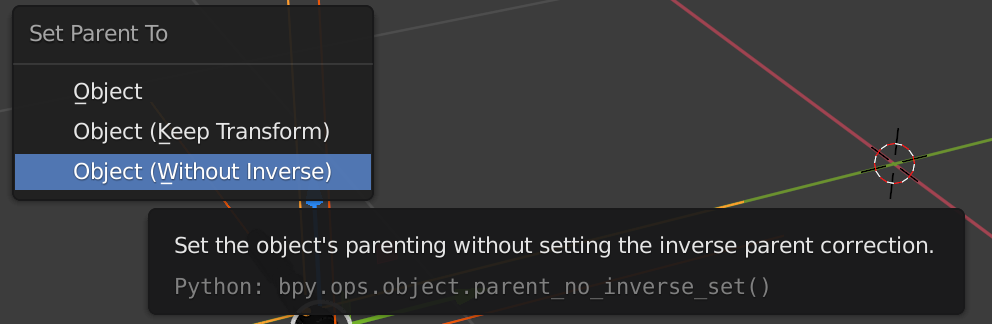 Set Parent To
Object
Object (Keep Transform)
Object (Without Inverse)
Set the object's parenting without setting the inverse parent correction.
Python: bpy.ops.object.parent_no_inverse_set()